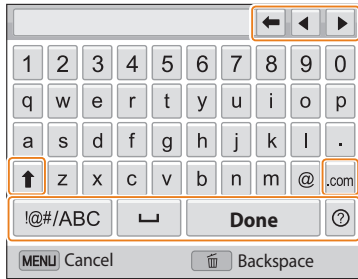 1 2 3 4 5 6 7 8 9 0
q w e r t y u i o p
a s d f g h j k l .
z x c v b n m @ .com
!@#/ABC Done ?
MENU Cancel Backspace